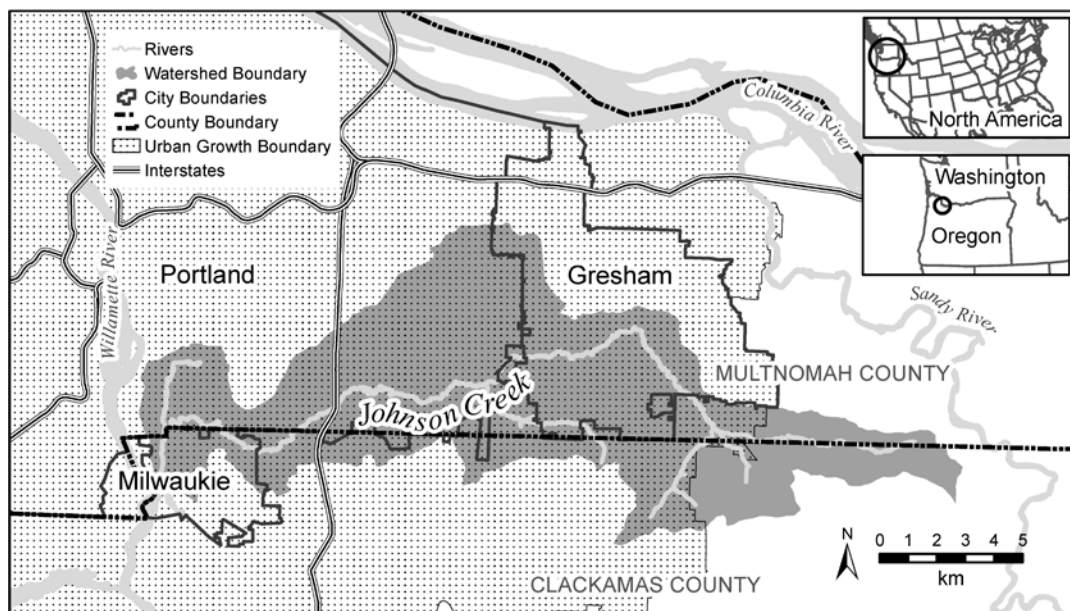 Rivers
Watershed Boundary
City Boundaries
County Boundary
Urban Growth Boundary
Interstates
North America
Washington
Oregon
Columbia River
Willamette River
Portland
Gresham
Sandy River
MULTNOMAH COUNTY
Johnson Creek
Milwaukie
CLACKAMAS COUNTY
N
0 1 2 3 4 5
km